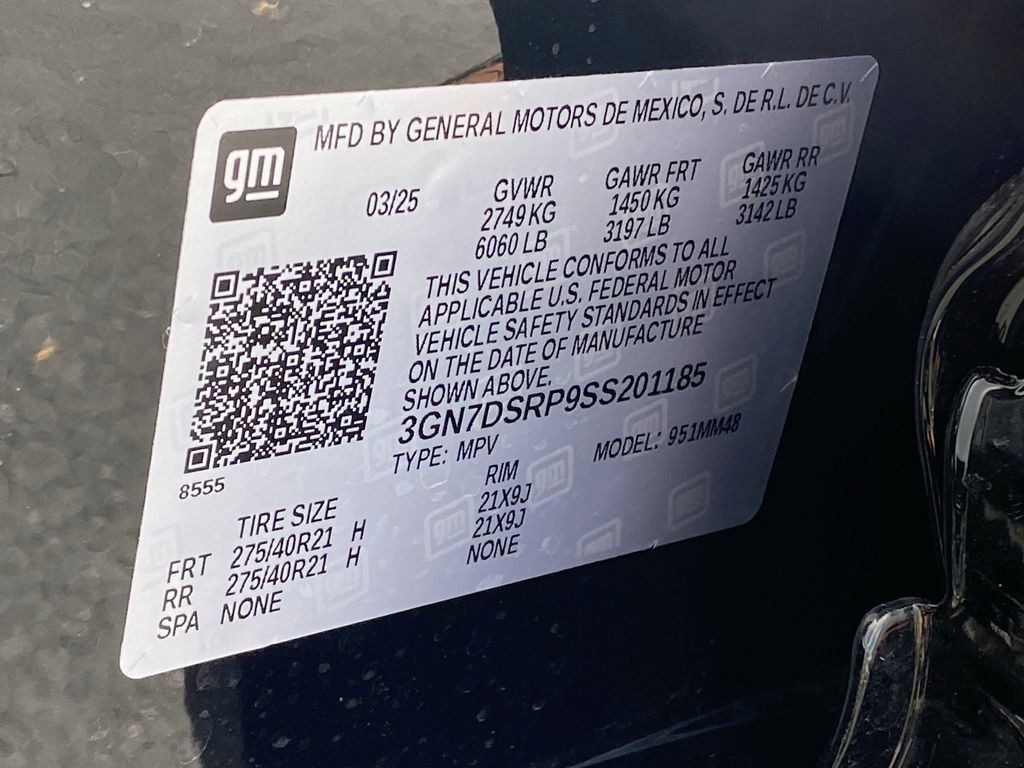 gm
MFD BY GENERAL MOTORS DE MEXICO, S. DE R.L. DE C.V.
03/25
GVWR
2749 KG
6060 LB
GAWR FRT
1450 KG
3197 LB
GAWR RR
1425 KG
3142 LB
THIS VEHICLE CONFORMS TO ALL
APPLICABLE U.S. FEDERAL MOTOR
VEHICLE SAFETY STANDARDS IN EFFECT
ON THE DATE OF MANUFACTURE
SHOWN ABOVE.
3GN7DSRP9SS201185
TYPE: MPV
MODEL: 951MM48
8555
TIRE SIZE
RIM
FRT 275/40R21 H 21X9J
RR 275/40R21 H 21X9J
SPA NONE NONE